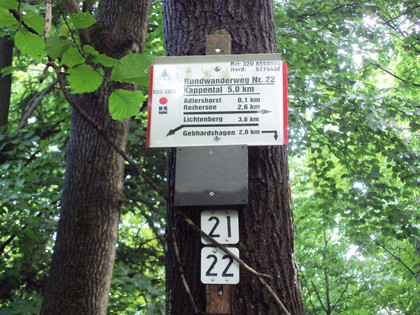 Rundwanderweg Nr. 22
Kappental 5,0 km
Adlershorst 0,1 km
Reihersee 2,6 km
Lichtenberg 3,6 km
Gebhardshagen 2,0 km
21
22